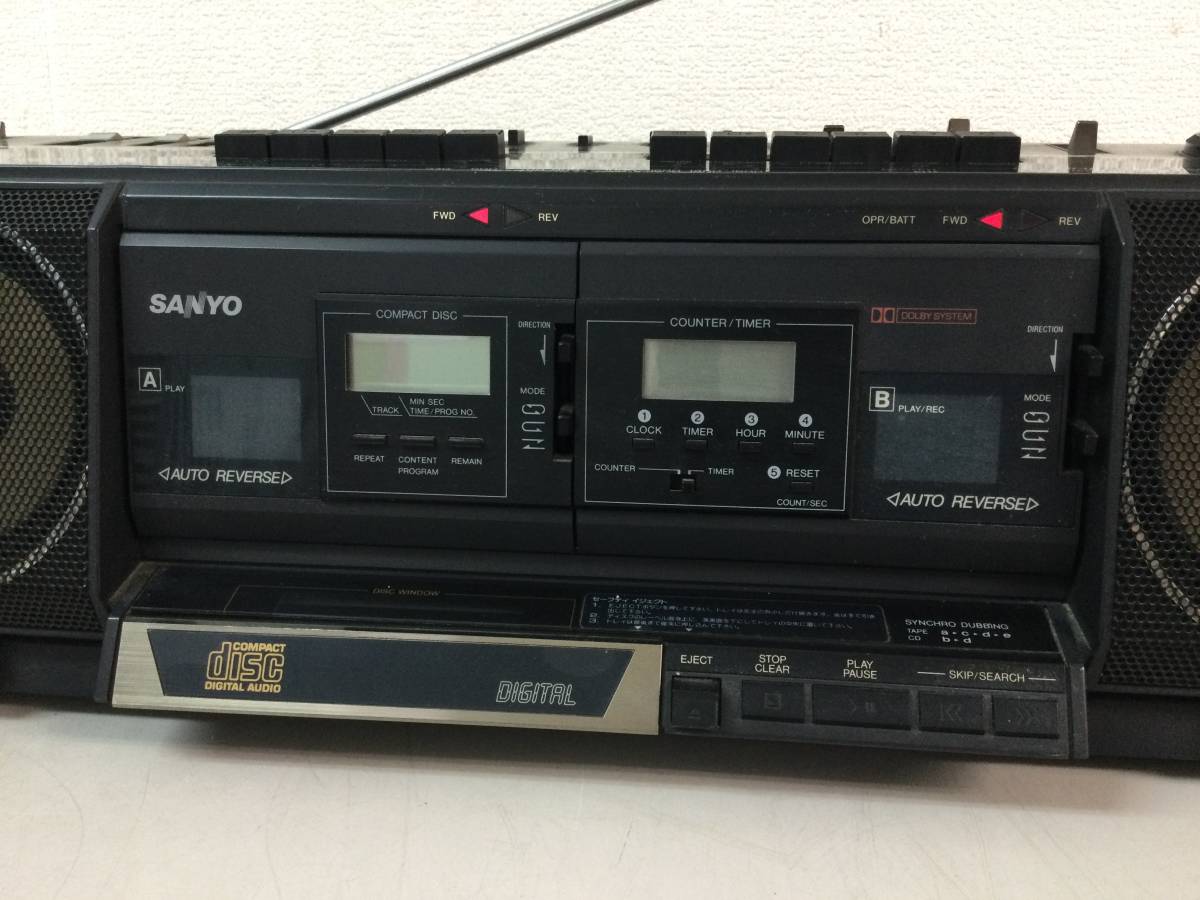 FWD REV
OPR/BATT FWD REV
SANYO
COMPACT DISC
DIRECTION
COUNTER/TIMER
DOLBY SYSTEM
DIRECTION
A PLAY
MIN SEC
TRACK TIME/PROG NO.
MODE
REPEAT CONTENT REMAIN
PROGRAM
AUTO REVERSE
1 2 3 4
CLOCK TIMER HOUR MINUTE
COUNTER TIMER 5 RESET
COUNT/SEC
B PLAY/REC
MODE
AUTO REVERSE
DISC WINDOW
セーフティ イジェクト
SYNCHRO DUBBING
TAPE a・c・d・e
CD b・d
COMPACT
disc
DIGITAL AUDIO
DIGITAL
EJECT
STOP
CLEAR
PLAY
PAUSE
SKIP/SEARCH